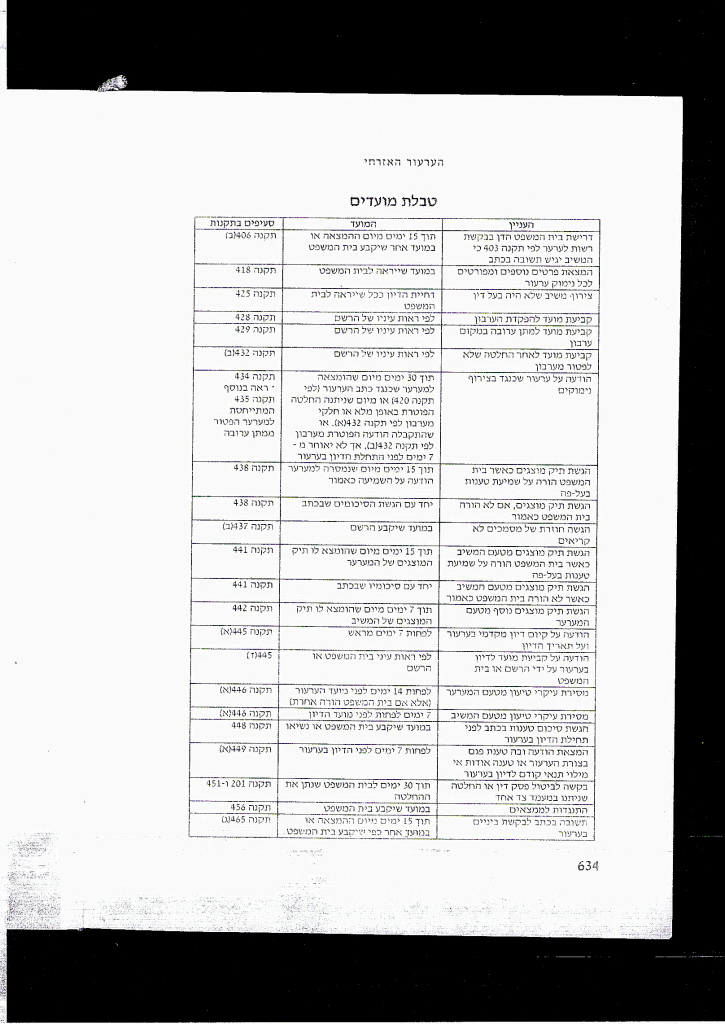 הערעור האזרחי
טבלת מועדים
העניין
המועד
סעיפים בתקנות
דרישת בית המשפט הדן בבקשת
רשות לערער לפי תקנה 403 כי
המשיב יגיש תשובה בכתב
תוך 15 ימים מיום ההמצאה או
במועד אחר שיקבע בית המשפט
תקנה 406(ב)
המצאת פרטים נוספים ומפורטים
לכל נימוק ערעור
במועד שייראה לבית המשפט
תקנה 418
צירוף משיב שלא היה בעל דין
דחיית הדיון ככל שייראה לבית
המשפט
תקנה 425
קביעת מועד להפקדת הערבון
לפי ראות עיניו של הרשם
תקנה 428
קביעת מועד למתן ערובה במקום
ערבון
לפי ראות עיניו של הרשם
תקנה 429
קביעת מועד לאחר החלטה שלא
לפטור מערבון
לפי ראות עיניו של הרשם
תקנה 432(ב)
הודעה על ערעור שכנגד בצירוף
נימוקים
תוך 30 ימים מיום שהומצאה
למערער שכנגד כתב הערעור (לפי
תקנה 420) או מיום שניתנה החלטה
הפוטרת באופן מלא או חלקי
מערבון לפי תקנה 432(א), או
שהתקבלה הודעה הפוטרת מערבון
לפי תקנה 432(ב), אך לא יאוחר מ -
7 ימים לפני התחלת הדיון בערעור
תקנה 434
* ראה בנוסף
תקנה 435
המתייחסת
למערער הפטור
ממתן ערובה
הגשת תיק מוצגים כאשר בית
המשפט הורה על שמיעת טענות
בעל-פה
תוך 15 ימים מיום שנמסרה למערער
הודעה על השמיעה כאמור
תקנה 438
הגשת תיק מוצגים, אם לא הורה
בית המשפט כאמור
יחד עם הגשת הסיכומים שבכתב
תקנה 438
הגשה חוזרת של מסמכים לא
קריאים
במועד שיקבע הרשם
תקנה 437(ב)
הגשת תיק מוצגים מטעם המשיב
כאשר בית המשפט הורה על שמיעת
טענות בעל-פה
תוך 15 ימים מיום שהומצא לו תיק
המוצגים של המערער
תקנה 441
הגשת תיק מוצגים מטעם המשיב
כאשר לא הורה בית המשפט כאמור
יחד עם סיכומיו שבכתב
תקנה 441
הגשת תיק מוצגים נוסף מטעם
המערער
תוך 7 ימים מיום שהומצא לו תיק
המוצגים של המשיב
תקנה 442
הודעה על קיום דיון מקדמי בערעור
ועל תאריך הדיון
לפחות 7 ימים מראש
תקנה 445(א)
הודעה על קביעת מועד לדיון
בערעור על ידי הרשם או בית
המשפט
לפי ראות עיני בית המשפט או
הרשם
445(ד)
מסירת עיקרי טיעון מטעם המערער
לפחות 14 ימים לפני מועד הערעור
(אלא אם בית המשפט הורה אחרת)
תקנה 446(א)
מסירת עיקרי טיעון מטעם המשיב
7 ימים לפחות לפני מועד הדיון
תקנה 446(א)
הגשת סיכום טענות בכתב לפני
תחילת הדיון בערעור
במועד שיקבע בית המשפט או נשיאו
תקנה 448
המצאת הודעה ובה טענת פגם
בצורת הערעור או טענה אודות אי
מילוי תנאי קודם לדיון בערעור
לפחות 7 ימים לפני הדיון בערעור
תקנה 449(א)
בקשה לביטול פסק דין או החלטה
שניתנו במעמד צד אחד
תוך 30 ימים לבית המשפט שנתן את
ההחלטה
תקנה 201 ו-451
התנגדות לממצאים
במועד שיקבע בית המשפט
תקנה 456
תשובה בכתב לבקשת ביניים
בערעור
תוך 15 ימים מיום ההמצאה או
במועד אחר כפי שיקבע בית המשפט
תקנה 465(ג)
634